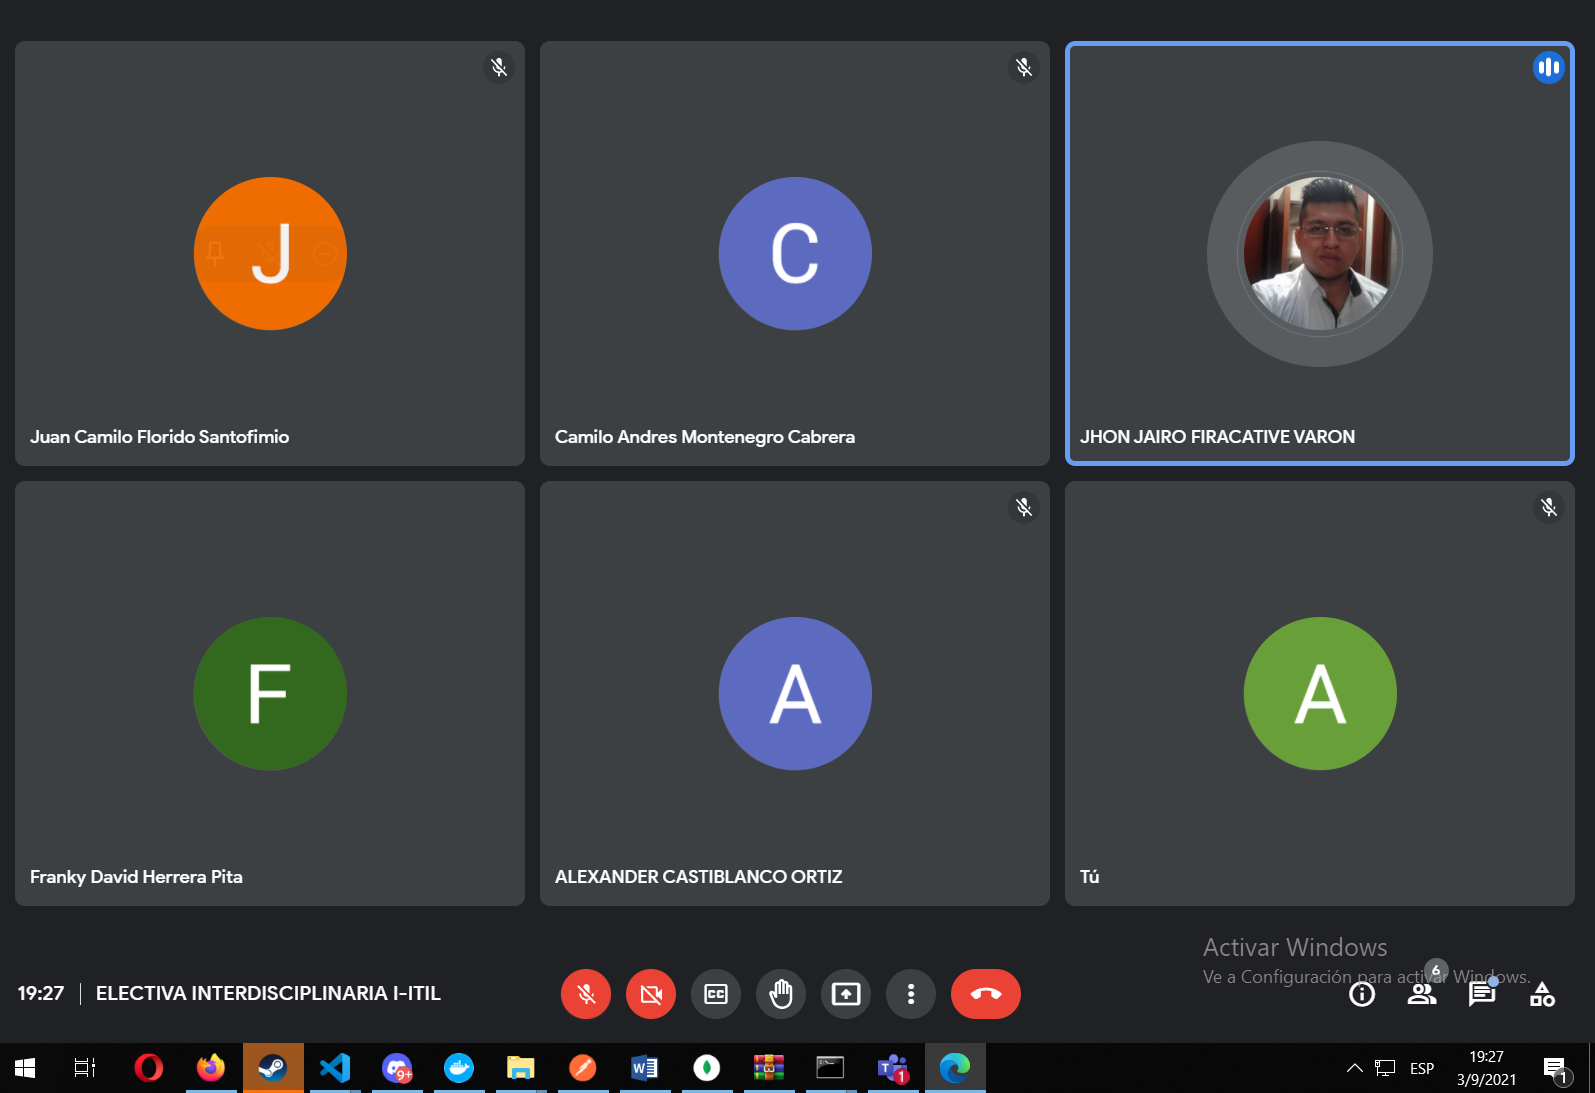 J
C
Juan Camilo Florido Santofimio
Camilo Andres Montenegro Cabrera
JHON JAIRO FIRACATIVE VARON
F
A
A
Franky David Herrera Pita
ALEXANDER CASTIBLANCO ORTIZ
Tú
Activar Windows
Ve a Configuración para activar Windows.
6
19:27
ELECTIVA INTERDISCIPLINARIA I-ITIL
CC
9+
W
T
1
ESP
19:27
3/9/2021
1